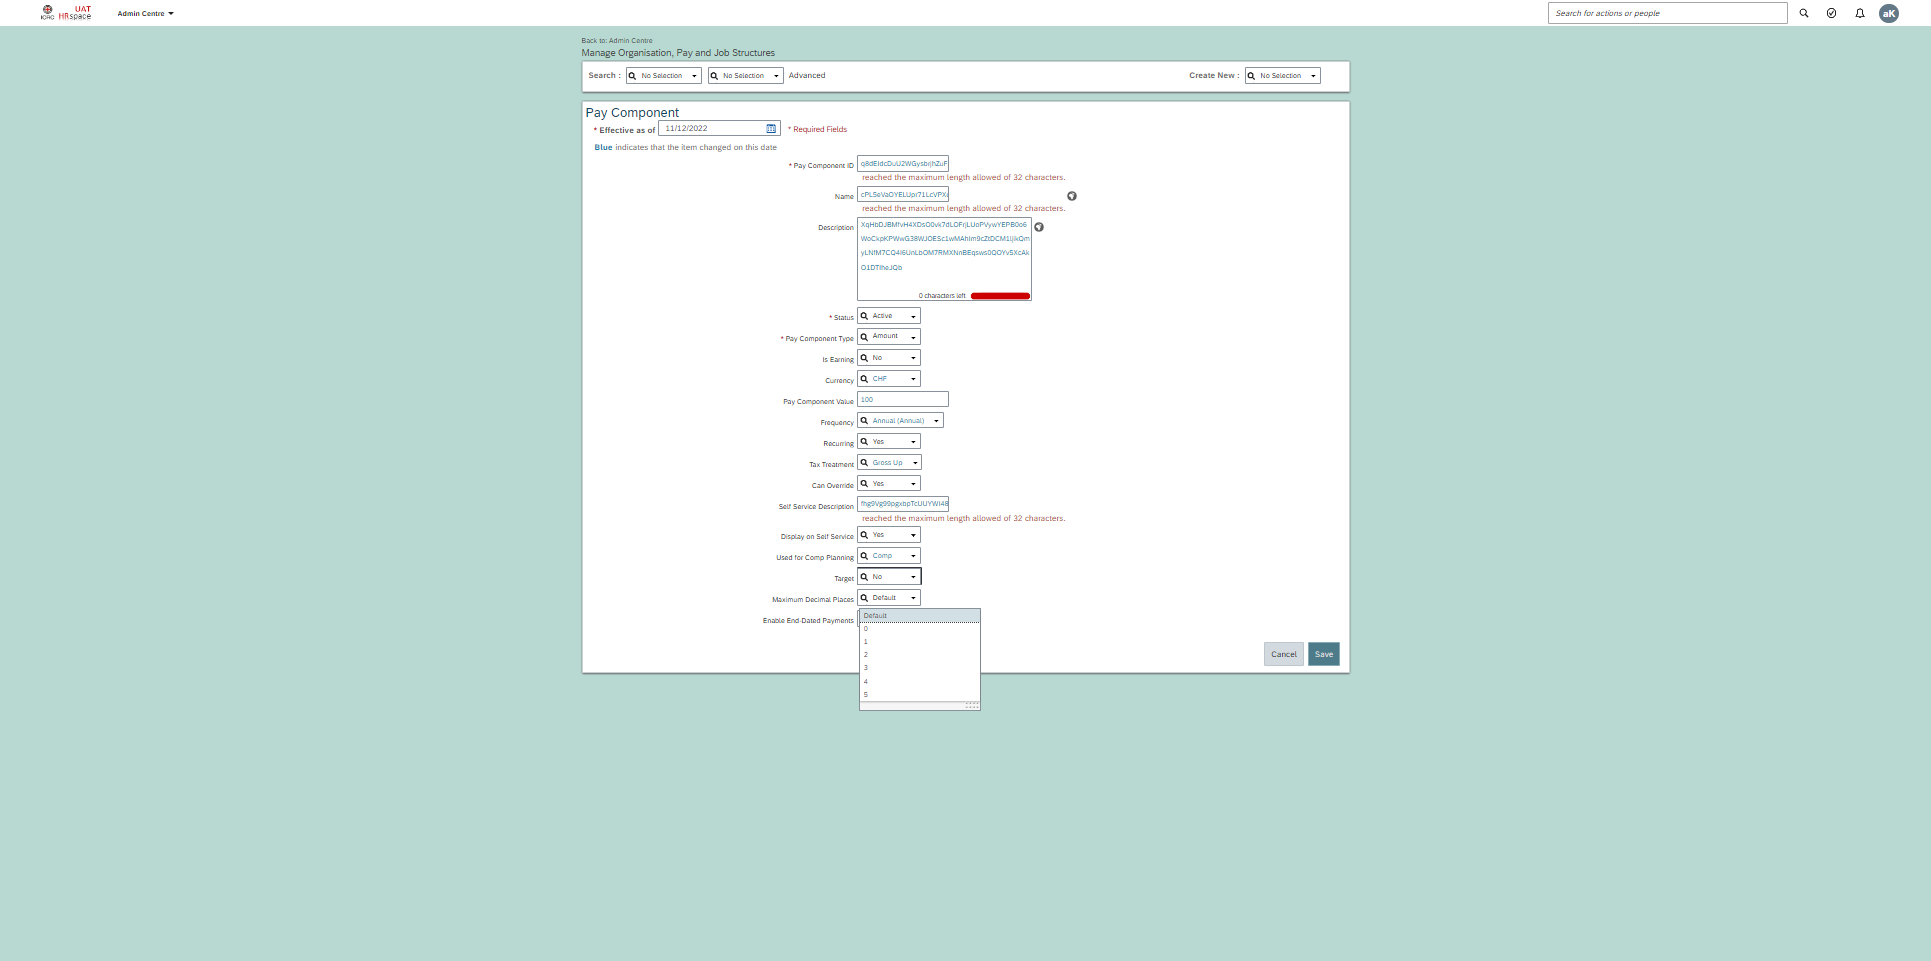 ICRC
UAT
HRspace
Admin Centre
Search for actions or people
aK
Back to: Admin Centre
Manage Organisation, Pay and Job Structures
Search :
No Selection
No Selection
Advanced
Create New :
No Selection
Pay Component
* Effective as of
11/12/2022
* Required Fields
Blue indicates that the item changed on this date
* Pay Component ID
reached the maximum length allowed of 32 characters.
Name
reached the maximum length allowed of 32 characters.
Description
0 characters left
* Status
Active
* Pay Component Type
Amount
Is Earning
No
Currency
CHF
Pay Component Value
100
Frequency
Annual (Annual)
Recurring
Yes
Tax Treatment
Gross Up
Can Override
Yes
Self Service Description
reached the maximum length allowed of 32 characters.
Display on Self Service
Yes
Used for Comp Planning
Comp
Target
No
Maximum Decimal Places
Default
Enable End-Dated Payments
Default
0
1
2
3
4
5
Cancel
Save